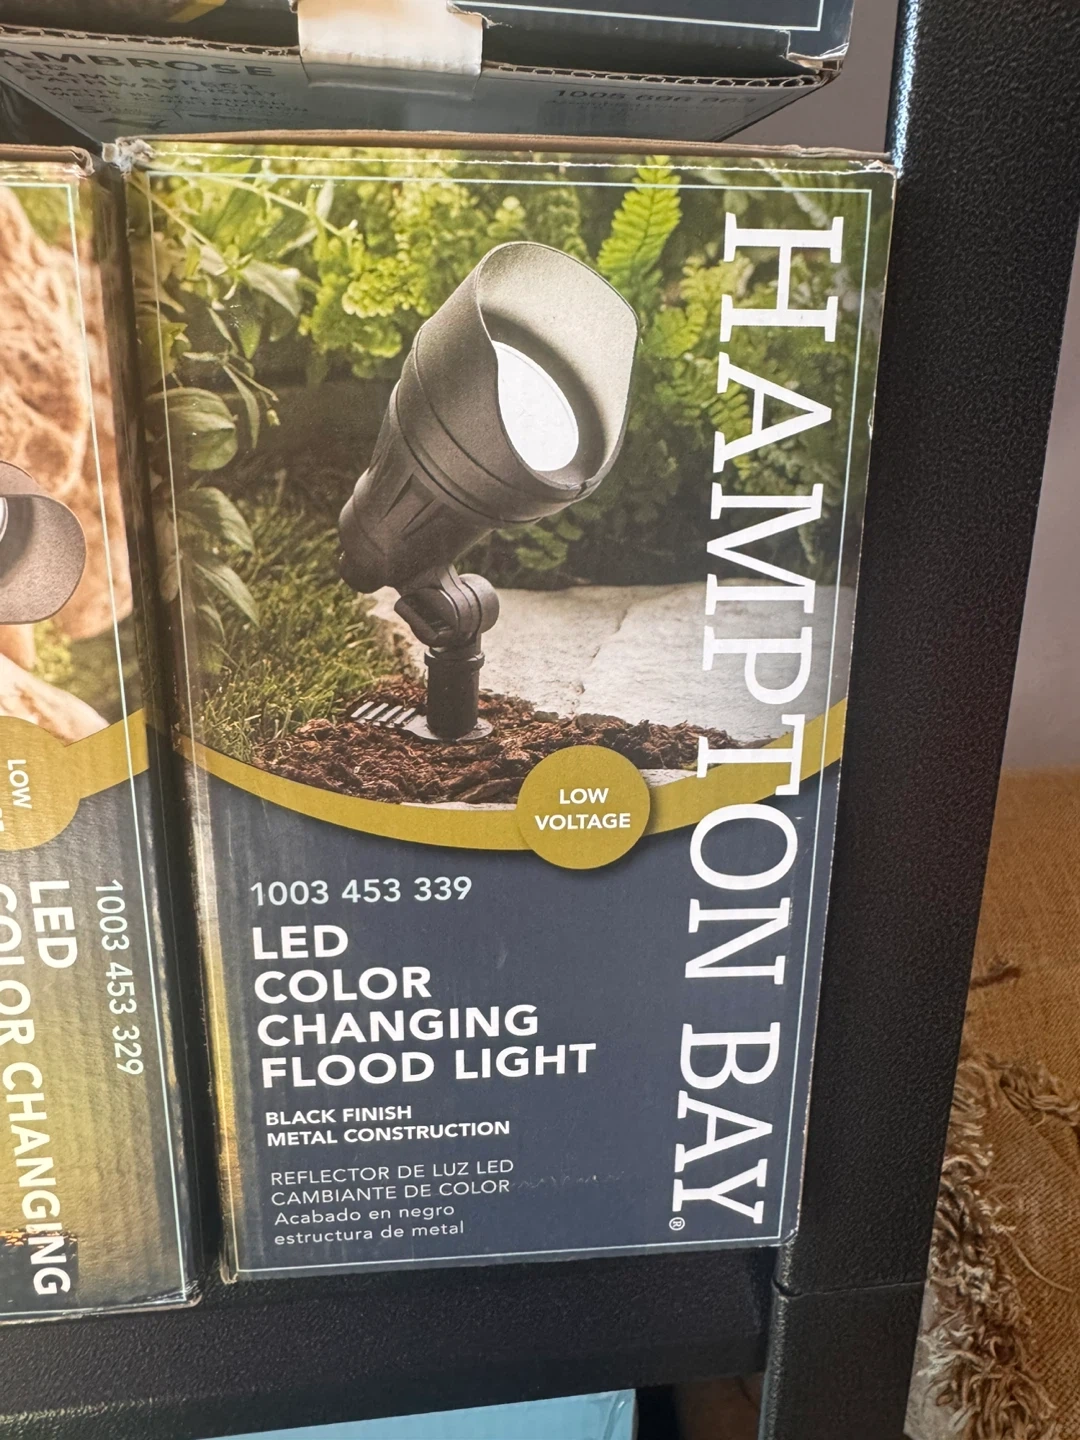 AMBROSE
HAMPTON BAY®
LOW
VOLTAGE
1003 453 339
LED
COLOR
CHANGING
FLOOD LIGHT
BLACK FINISH
METAL CONSTRUCTION
REFLECTOR DE LUZ LED
CAMBIANTE DE COLOR
Acabado en negro
estructura de metal
LOW
1003 453 329
LED
COLOR CHANGING